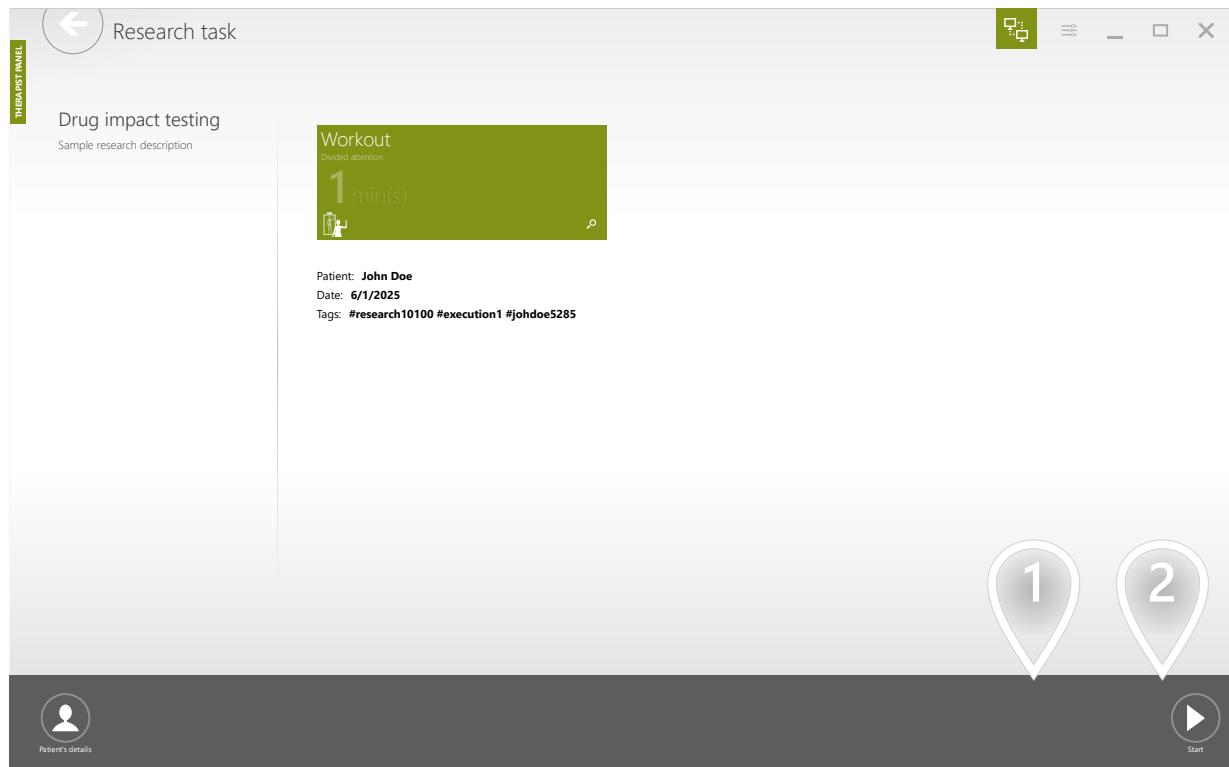 Research task
THERAPIST PANEL
Drug impact testing
Sample research description
Workout
Divided attention
1 min(s)
Patient: John Doe
Date: 6/1/2025
Tags: #research10100 #execution1 #johdoe5285
1
2
Patient's details
Start